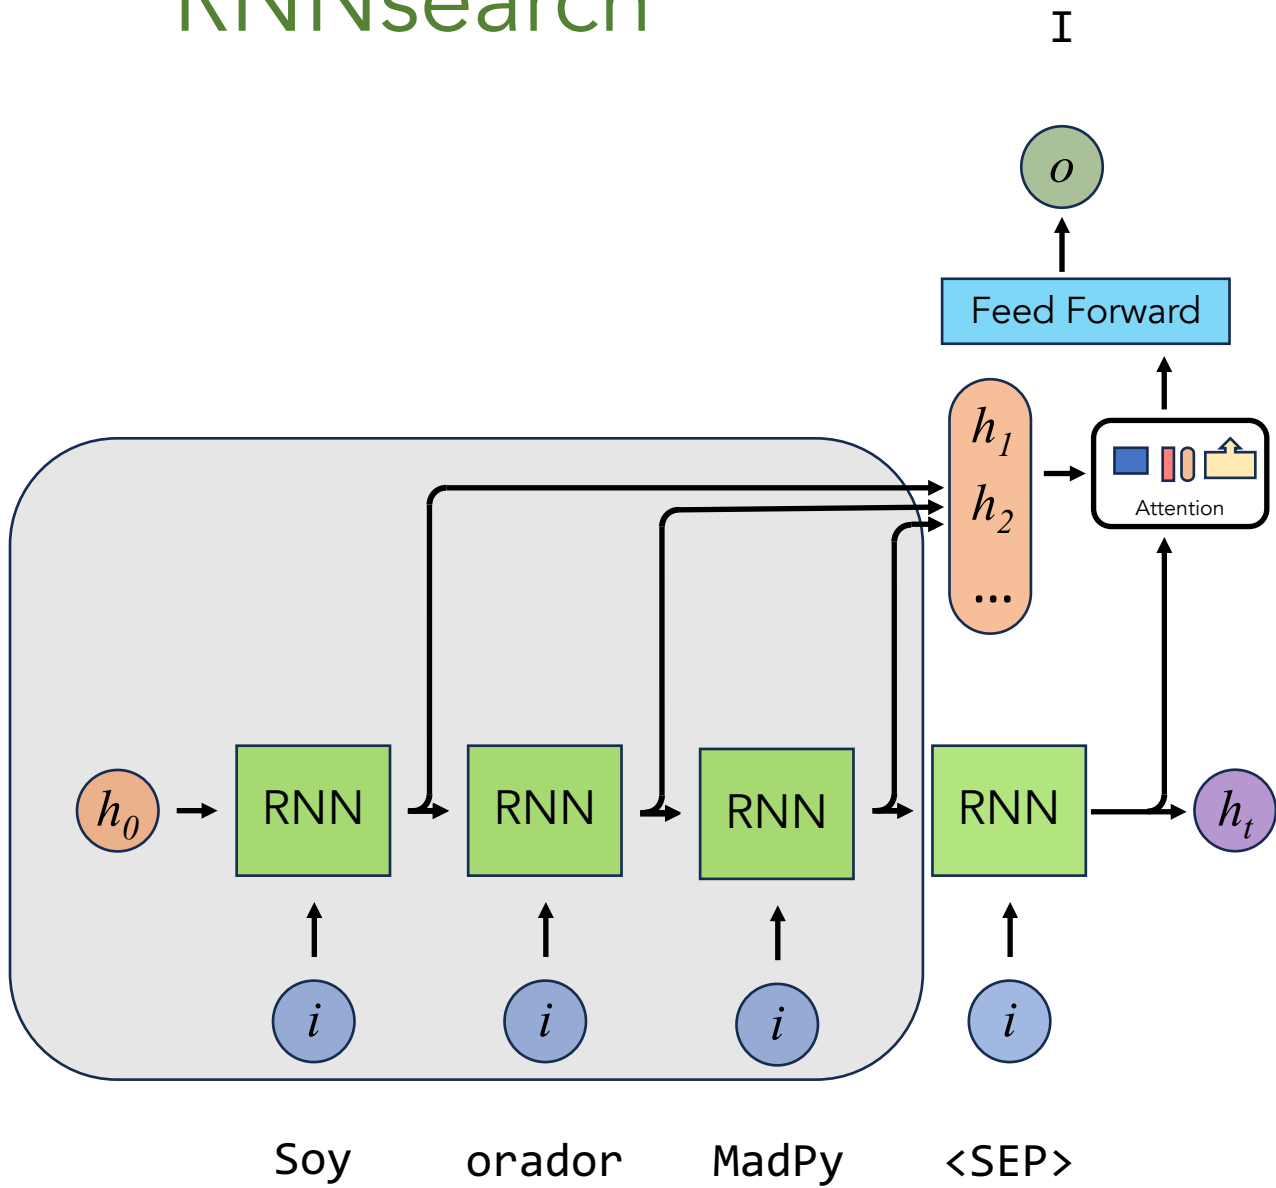 RNNsearch
I
o
Feed Forward
h1
h2
...
Attention
h0
RNN
RNN
RNN
RNN
ht
i
i
i
i
Soy orador MadPy <SEP>